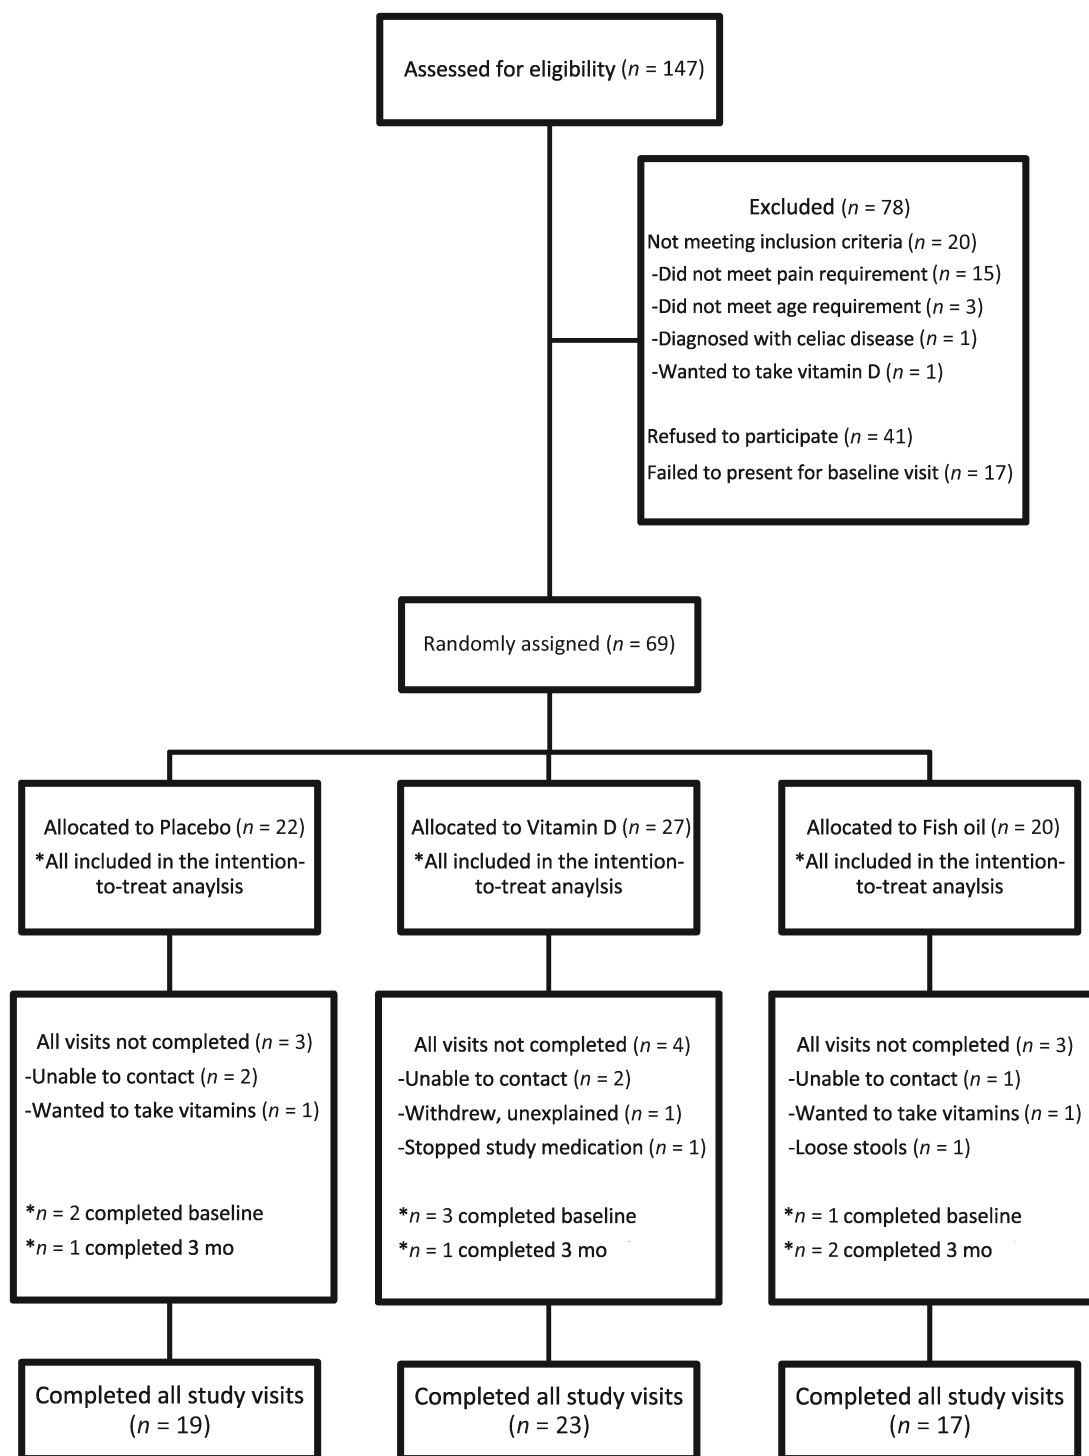 Assessed for eligibility (n = 147)
Excluded (n = 78)
Not meeting inclusion criteria (n = 20)
-Did not meet pain requirement (n = 15)
-Did not meet age requirement (n = 3)
-Diagnosed with celiac disease (n = 1)
-Wanted to take vitamin D (n = 1)
Refused to participate (n = 41)
Failed to present for baseline visit (n = 17)
Randomly assigned (n = 69)
Allocated to Placebo (n = 22)
*All included in the intention-
to-treat anaylsis
Allocated to Vitamin D (n = 27)
*All included in the intention-
to-treat anaylsis
Allocated to Fish oil (n = 20)
*All included in the intention-
to-treat anaylsis
All visits not completed (n = 3)
-Unable to contact (n = 2)
-Wanted to take vitamins (n = 1)
*n = 2 completed baseline
*n = 1 completed 3 mo
All visits not completed (n = 4)
-Unable to contact (n = 2)
-Withdrew, unexplained (n = 1)
-Stopped study medication (n = 1)
*n = 3 completed baseline
*n = 1 completed 3 mo
All visits not completed (n = 3)
-Unable to contact (n = 1)
-Wanted to take vitamins (n = 1)
-Loose stools (n = 1)
*n = 1 completed baseline
*n = 2 completed 3 mo
Completed all study visits
(n = 19)
Completed all study visits
(n = 23)
Completed all study visits
(n = 17)